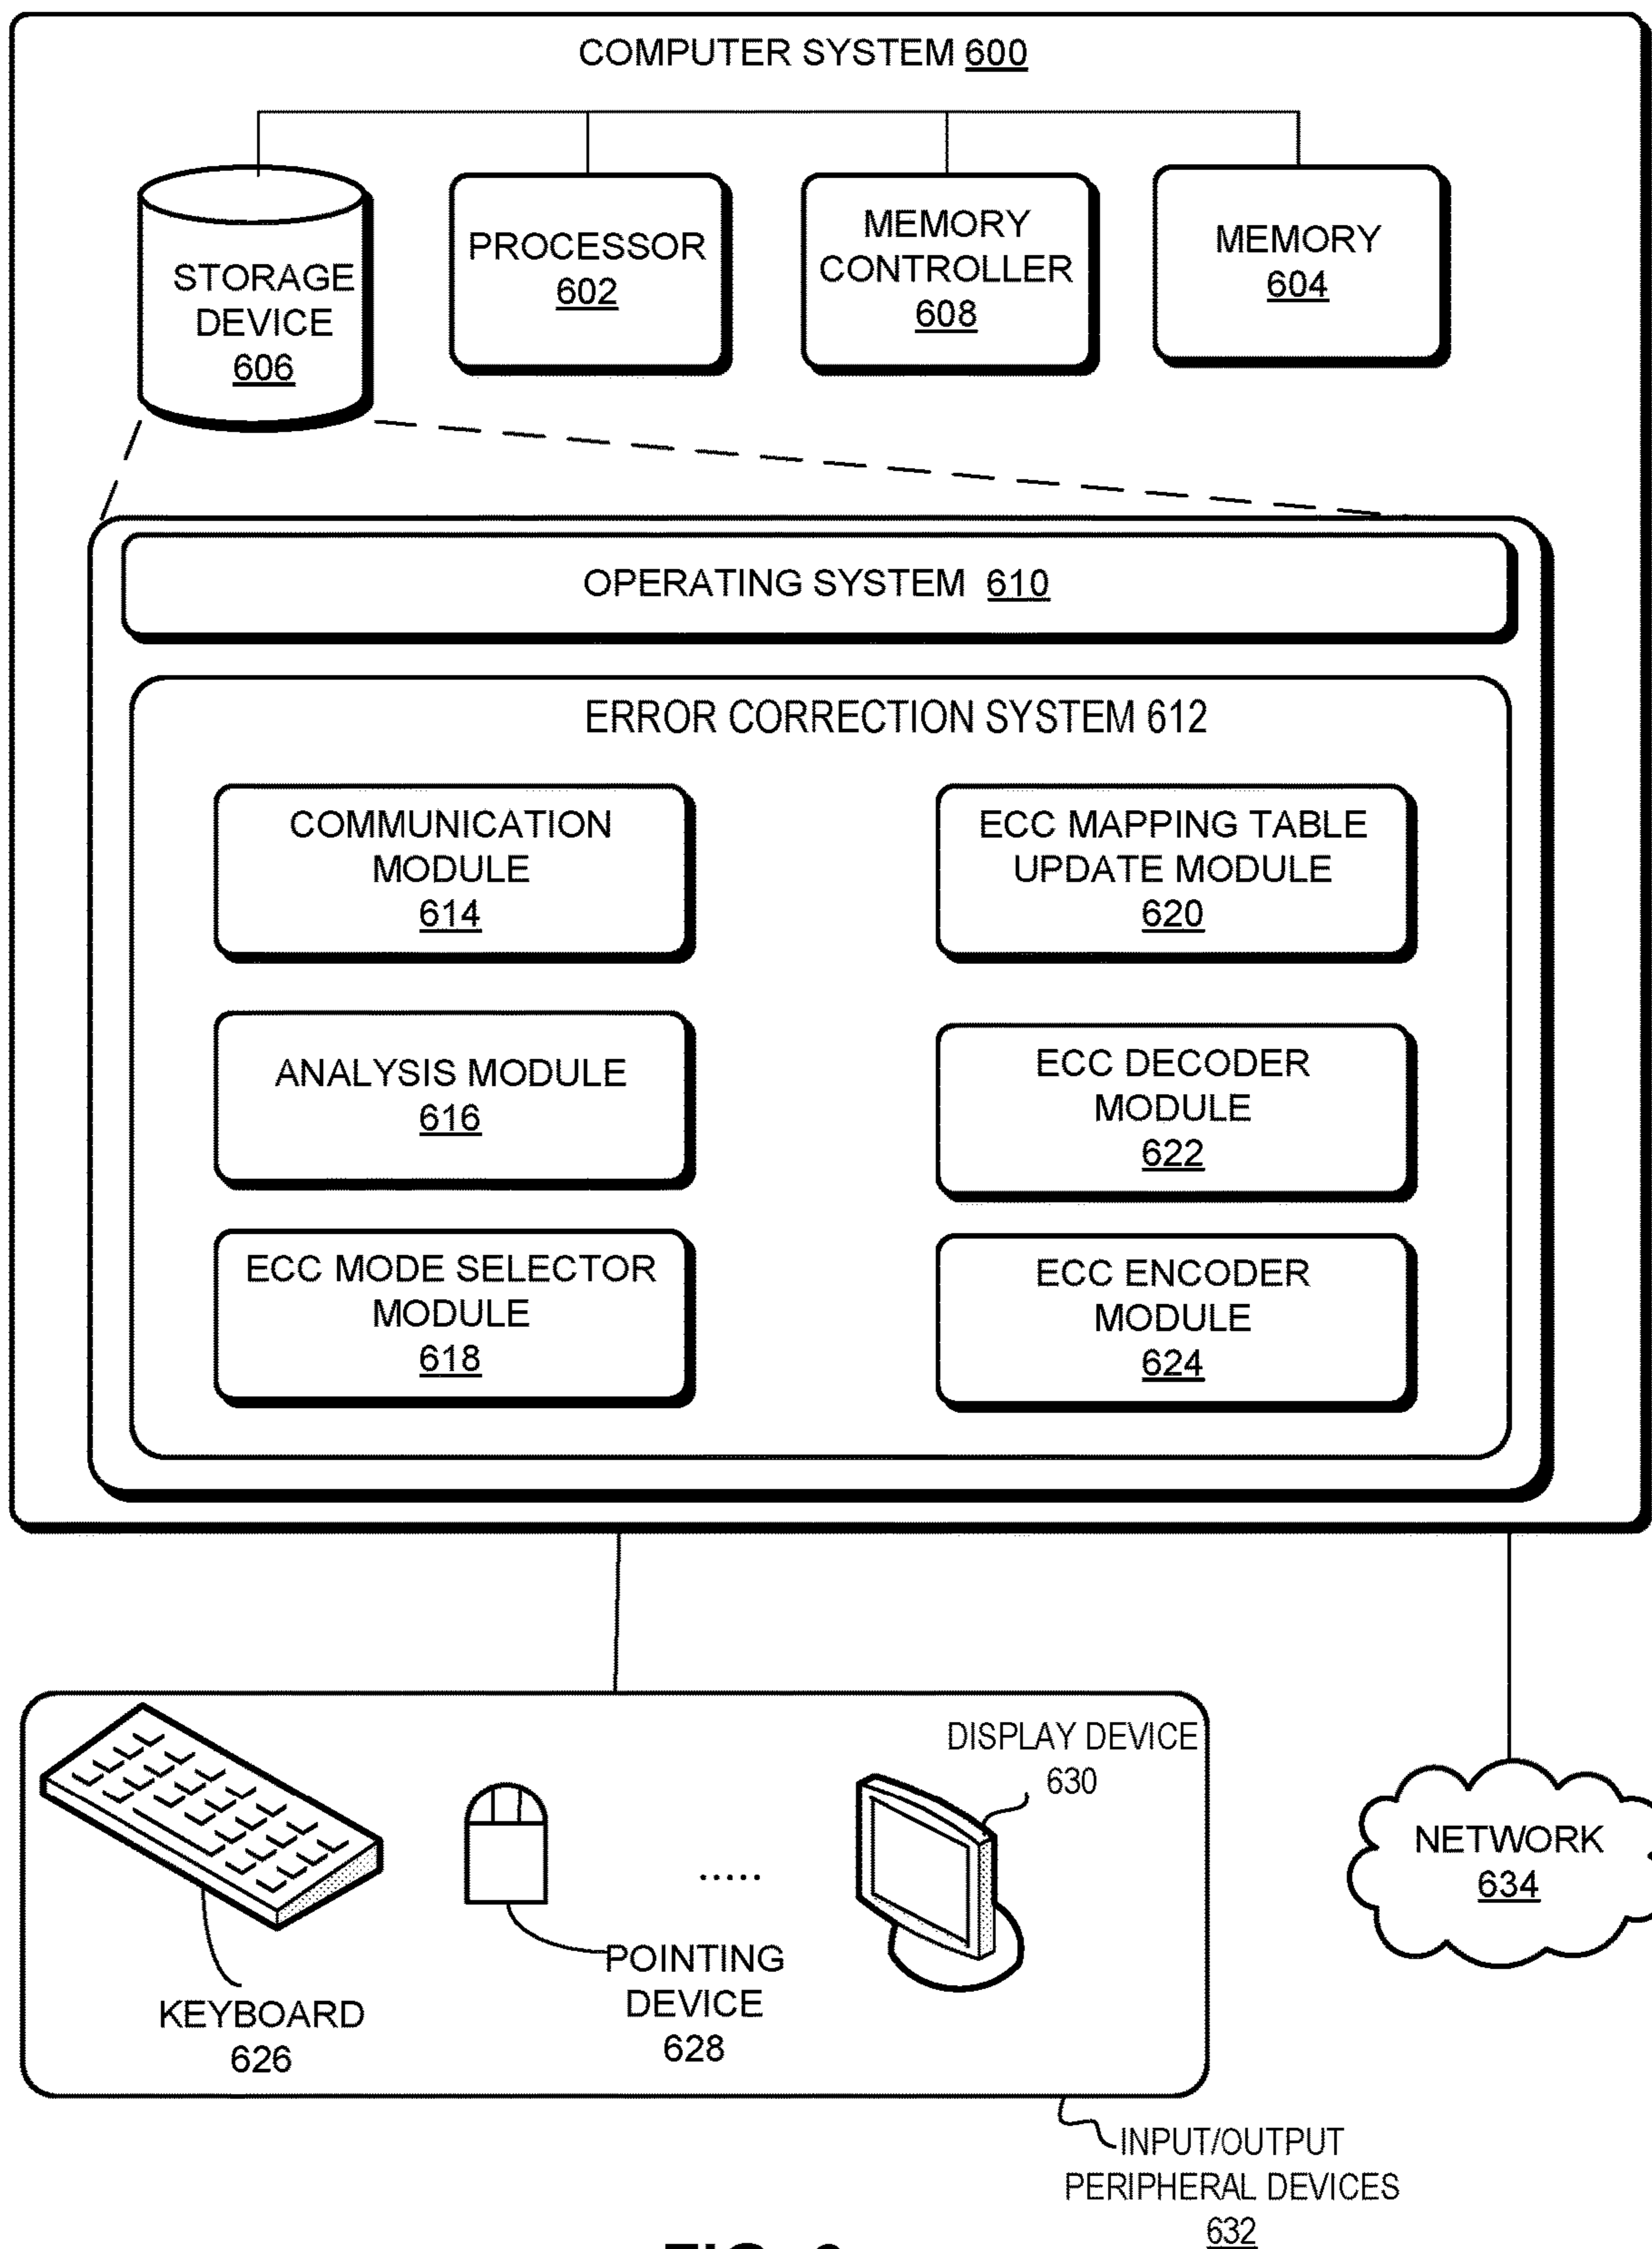 COMPUTER SYSTEM 600
STORAGE
DEVICE
606
PROCESSOR
602
MEMORY
CONTROLLER
608
MEMORY
604
OPERATING SYSTEM 610
ERROR CORRECTION SYSTEM 612
COMMUNICATION
MODULE
614
ECC MAPPING TABLE
UPDATE MODULE
620
ANALYSIS MODULE
616
ECC DECODER
MODULE
622
ECC MODE SELECTOR
MODULE
618
ECC ENCODER
MODULE
624
DISPLAY DEVICE
630
NETWORK
634
.....
POINTING
DEVICE
628
KEYBOARD
626
INPUT/OUTPUT
PERIPHERAL DEVICES
632